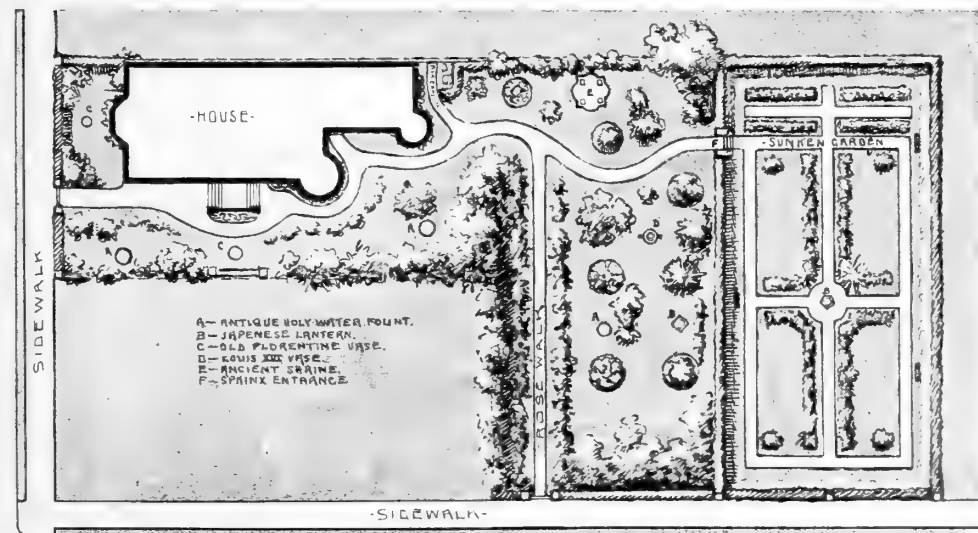 -HOUSE-
C
E
F
-SUNKEN GARDEN
A
C
A
B
A
SIDEWALK
A - ANTIQUE HOLY WATER FOUNT.
B - JAPENESE LANTERN.
C - OLD FLORENTINE VASE.
D - LOUIS XVI VASE.
E - ANCIENT SHRINE.
F - SPHINX ENTRANCE
ROSE WALK
-SIDEWALK-